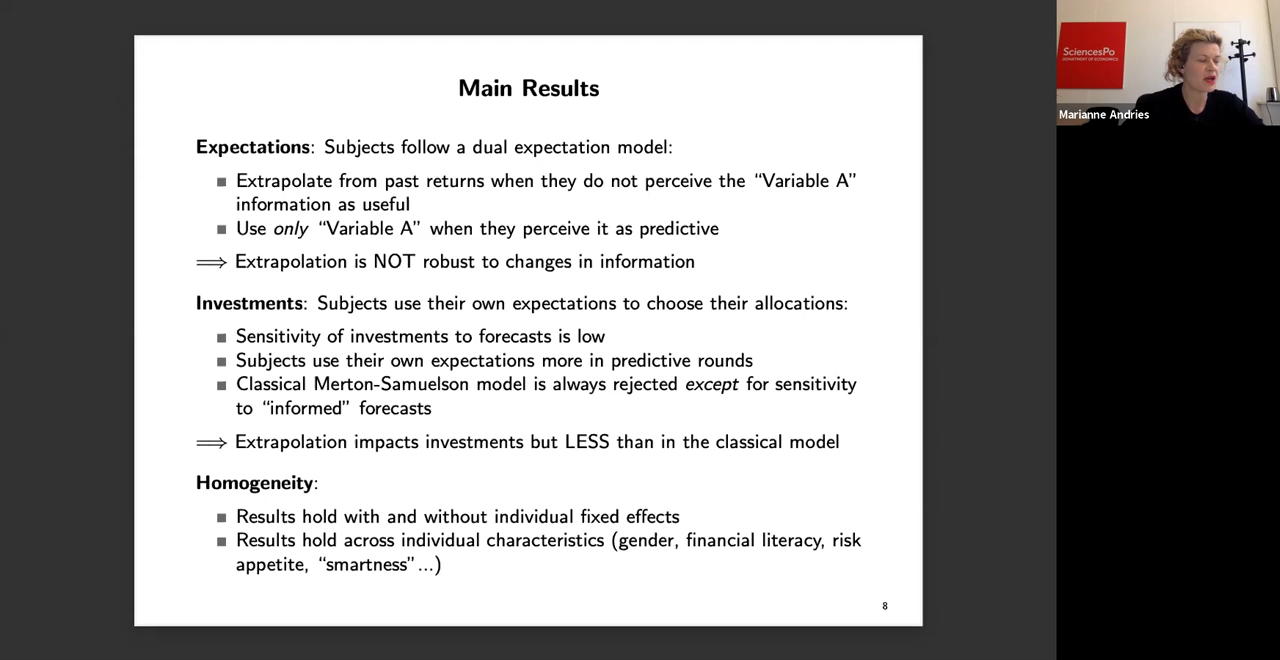 Main Results
Expectations: Subjects follow a dual expectation model:
Extrapolate from past returns when they do not perceive the “Variable A”
information as useful
Use only “Variable A” when they perceive it as predictive
⟹ Extrapolation is NOT robust to changes in information
Investments: Subjects use their own expectations to choose their allocations:
Sensitivity of investments to forecasts is low
Subjects use their own expectations more in predictive rounds
Classical Merton-Samuelson model is always rejected except for sensitivity
to “informed” forecasts
⟹ Extrapolation impacts investments but LESS than in the classical model
Homogeneity:
Results hold with and without individual fixed effects
Results hold across individual characteristics (gender, financial literacy, risk
appetite, “smartness”...)
8
SciencesPo
DEPARTMENT OF ECONOMICS
Marianne Andries